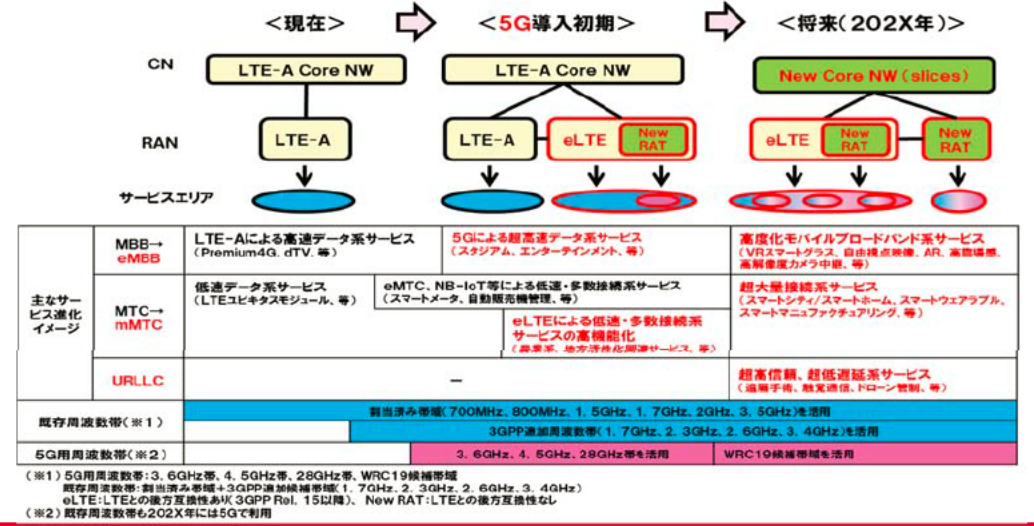 ＜現在＞ ＜5G導入初期＞ ＜将来(202X年)＞
CN LTE-A Core NW LTE-A Core NW New Core NW(slices)
RAN LTE-A LTE-A eLTE New RAT eLTE New RAT New RAT
サービスエリア
主なサービス進化イメージ
MBB→
eMBB
LTE-Aによる高速データ系サービス
(Premium4G、dTV、等)
5Gによる超高速データ系サービス
(スタジアム、エンターテインメント、等)
高度化モバイルブロードバンド系サービス
(VRスマートグラス、自由視点映像、AR、高臨場感、
高解像度カメラ中継、等)
MTC→
mMTC
低速データ系サービス
(LTEユビキタスモジュール、等)
eMTC、NB-IoT等による低速・多数接続系サービス
(スマートメータ、自動販売機管理、等)
eLTEによる低速・多数接続系
サービスの高機能化
(農業系、地方活性化関連サービス、等)
超大量接続系サービス
(スマートシティ/スマートホーム、スマートウェアラブル、
スマートマニュファクチュアリング、等)
URLLC
－
超高信頼、超低遅延系サービス
(遠隔手術、触覚通信、ドローン管制、等)
既存周波数帯(※1)
割当済み帯域(700MHz、800MHz、1.5GHz、1.7GHz、2GHz、3.5GHz)を活用
3GPP追加周波数帯(1.7GHz、2.3GHz、2.6GHz、3.4GHz)を活用
5G用周波数帯(※2)
3.6GHz、4.5GHz、28GHz帯を活用
WRC19候補帯域を活用
(※1)5G用周波数帯:3.6GHz帯、4.5GHz帯、28GHz帯、WRC19候補帯域
既存周波数帯:割当済み帯域+3GPP追加候補帯域(1.7GHz、2.3GHz、2.6GHz、3.4GHz)
eLTE:LTEとの後方互換性あり(3GPP Rel.15以降)、New RAT:LTEとの後方互換性なし
(※2)既存周波数帯も202X年には5Gで利用